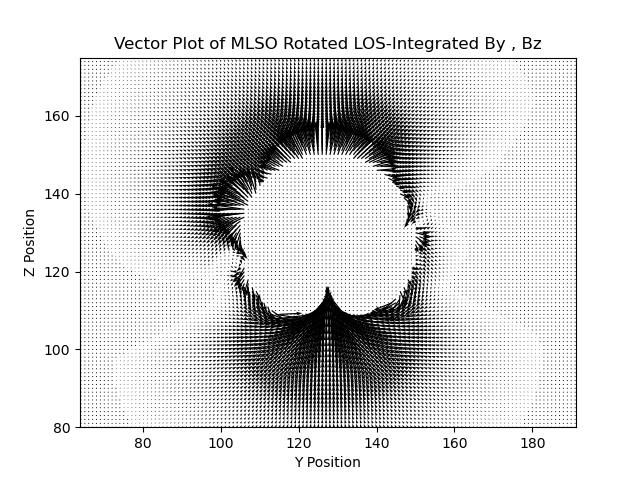 Vector Plot of MLSO Rotated LOS-Integrated By , Bz
160
140
120
100
80
Z Position
80 100 120 140 160 180
Y Position